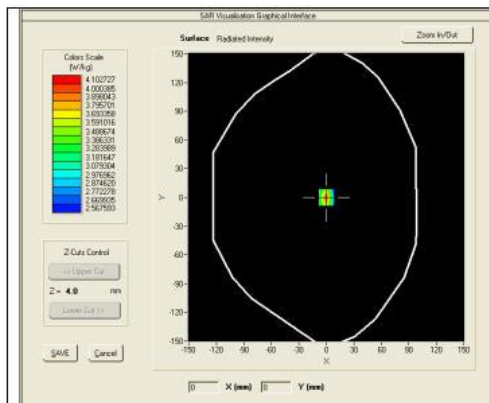 SAR Visualisation Graphical Interface
Surface Radiated Intensity
Zoom In/Out
Colors Scale
(W/kg)
4.102727
4.000385
3.898043
3.795701
3.693358
3.591016
3.488674
3.386331
3.283989
3.181647
3.079304
2.976962
2.874620
2.772278
2.669935
2.567593
Z-Cuts Control
<< Upper Cut
Z = 4.0 mm
Lower Cut >>
SAVE Cancel
150
120
90
60
30
0
-30
-60
-90
-120
-150
Y
-150 -120 -90 -60 -30 0 30 60 90 120 150
X
0 X (mm) 0 Y (mm)